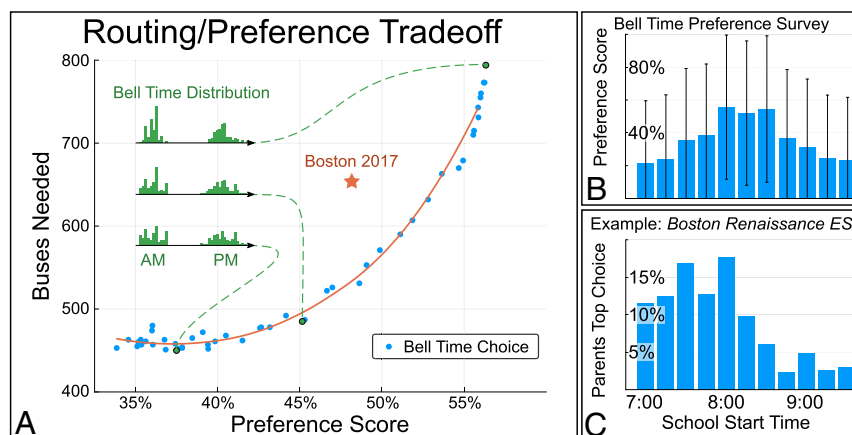 Routing/Preference Tradeoff
800
700
600
500
400
Buses Needed
Bell Time Distribution
AM PM
Boston 2017
Bell Time Choice
35% 40% 45% 50% 55%
Preference Score
A
Bell Time Preference Survey
80%
40%
Preference Score
B
Example: Boston Renaissance ES
15%
10%
5%
Parents Top Choice
7:00 8:00 9:00
School Start Time
C